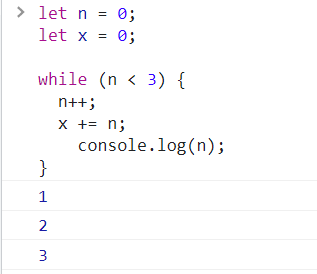 > let n = 0;
let x = 0;

while (n < 3) {
  n++;
  x += n;
    console.log(n);
}
1
2
3